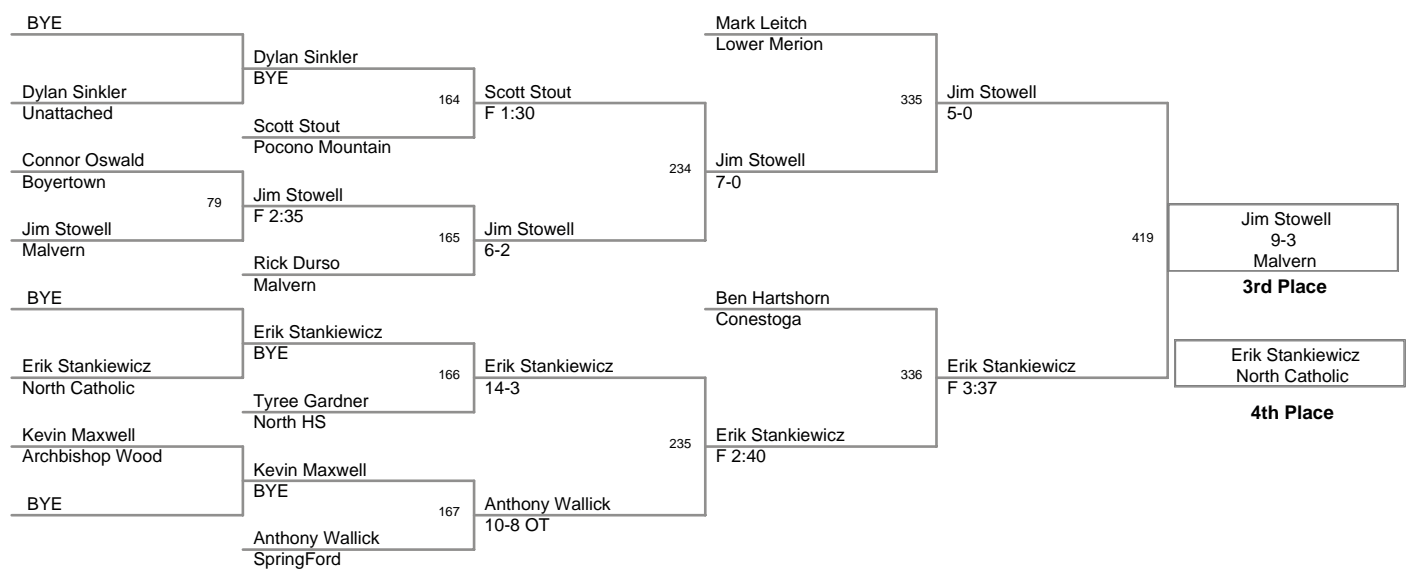 BYE
Dylan Sinkler
Unattached
Connor Oswald
Boyertown
79
Jim Stowell
Malvern
BYE
Erik Stankiewicz
North Catholic
Kevin Maxwell
Archbishop Wood
BYE
Dylan Sinkler
BYE
164
Scott Stout
Pocono Mountain
Jim Stowell
F 2:35
165
Rick Durso
Malvern
Erik Stankiewicz
BYE
166
Tyree Gardner
North HS
Kevin Maxwell
BYE
167
Anthony Wallick
SpringFord
Scott Stout
F 1:30
234
Jim Stowell
6-2
Erik Stankiewicz
14-3
235
Anthony Wallick
10-8 OT
Mark Leitch
Lower Merion
335
Jim Stowell
7-0
Ben Hartshorn
Conestoga
336
Erik Stankiewicz
F 2:40
Jim Stowell
5-0
419
Erik Stankiewicz
F 3:37
Jim Stowell
9-3
Malvern
3rd Place
Erik Stankiewicz
North Catholic
4th Place